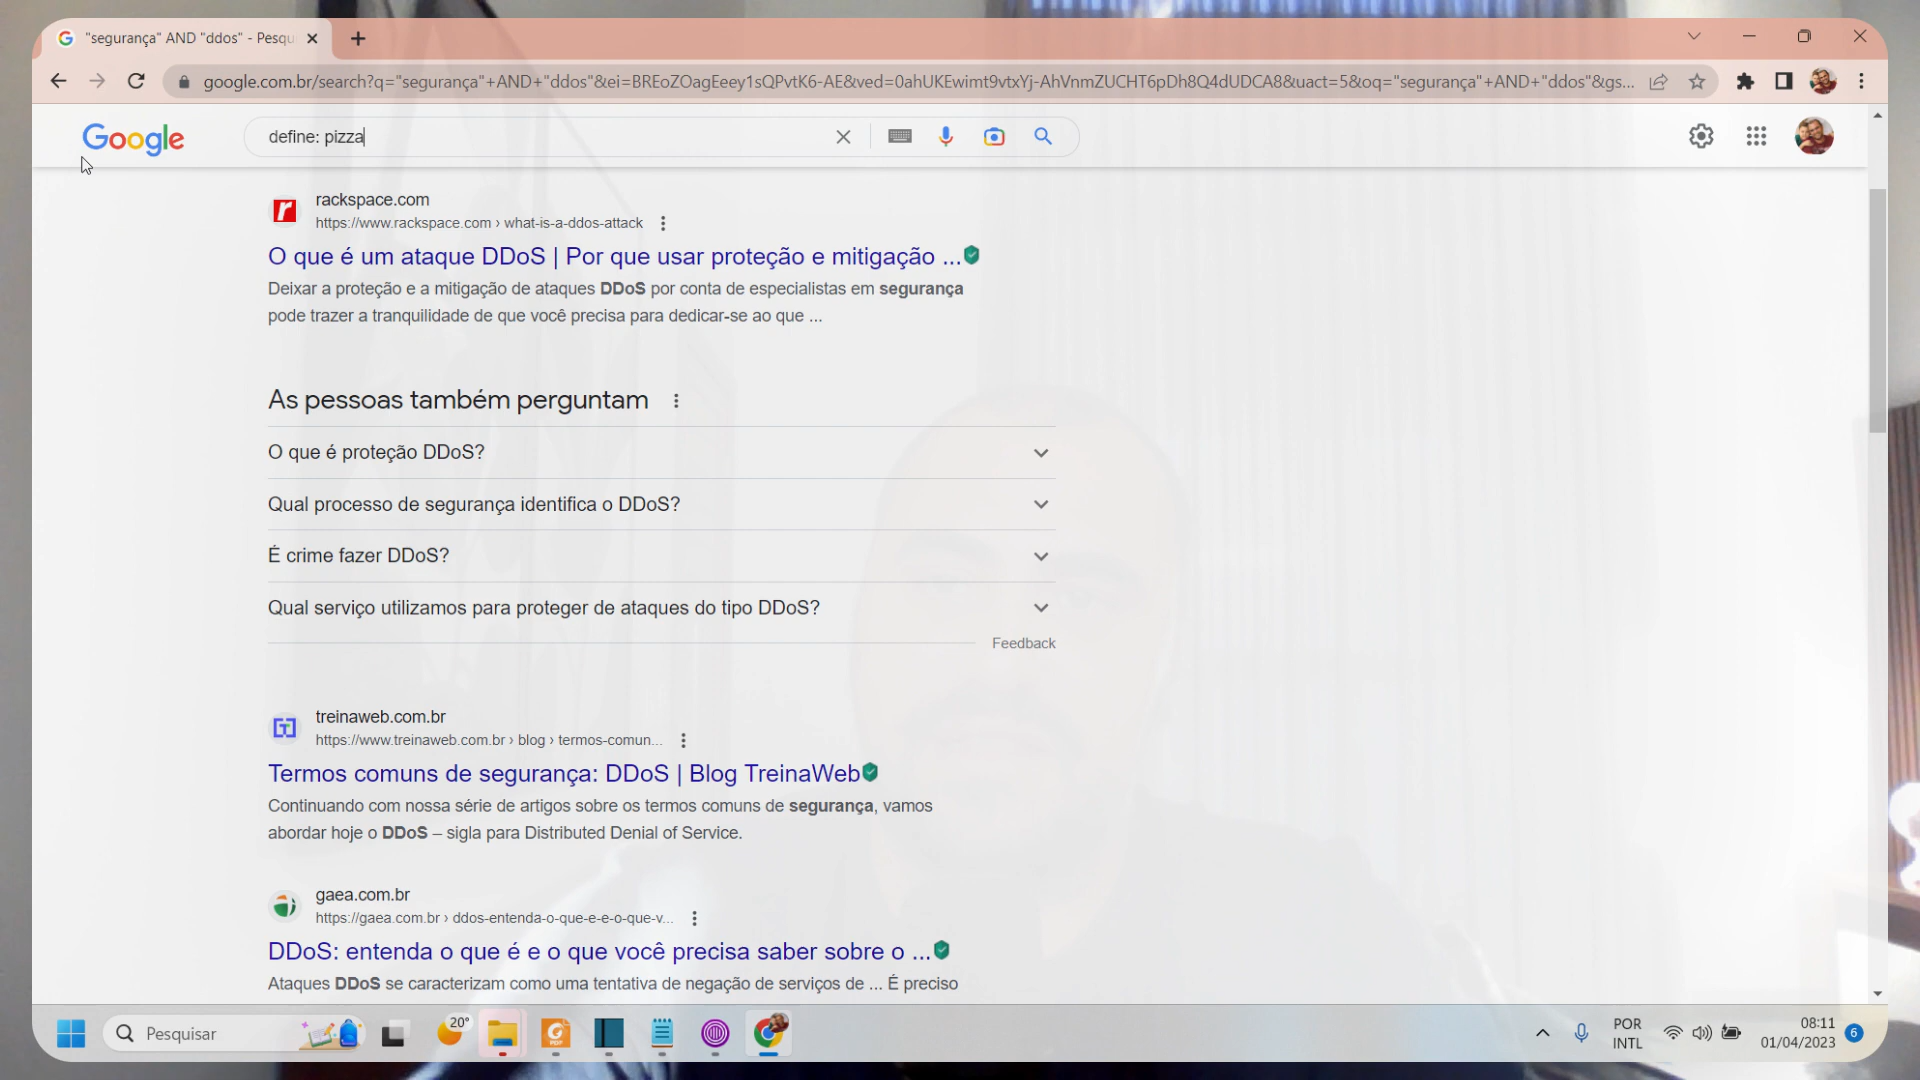 "segurança" AND "ddos" - Pesqu
google.com.br/search?q="segurança"+AND+"ddos"&ei=BREoZOagEeey1sQPvtK6-AE&ved=0ahUKEwimt9vtxYj-AhVnmZUCHT6pDh8Q4dUDCA8&uact=5&oq="segurança"+AND+"ddos"&gs...
Google
define: pizza
rackspace.com
https://www.rackspace.com › what-is-a-ddos-attack
O que é um ataque DDoS | Por que usar proteção e mitigação ...
Deixar a proteção e a mitigação de ataques DDoS por conta de especialistas em segurança
pode trazer a tranquilidade de que você precisa para dedicar-se ao que ...
As pessoas também perguntam
O que é proteção DDoS?
Qual processo de segurança identifica o DDoS?
É crime fazer DDoS?
Qual serviço utilizamos para proteger de ataques do tipo DDoS?
Feedback
treinaweb.com.br
https://www.treinaweb.com.br › blog › termos-comun...
Termos comuns de segurança: DDoS | Blog TreinaWeb
Continuando com nossa série de artigos sobre os termos comuns de segurança, vamos
abordar hoje o DDoS – sigla para Distributed Denial of Service.
gaea.com.br
https://gaea.com.br › ddos-entenda-o-que-e-e-o-que-v...
DDoS: entenda o que é e o que você precisa saber sobre o ...
Ataques DDoS se caracterizam como uma tentativa de negação de serviços de ... É preciso
Pesquisar
20°
PDF
POR
INTL
08:11
01/04/2023
6